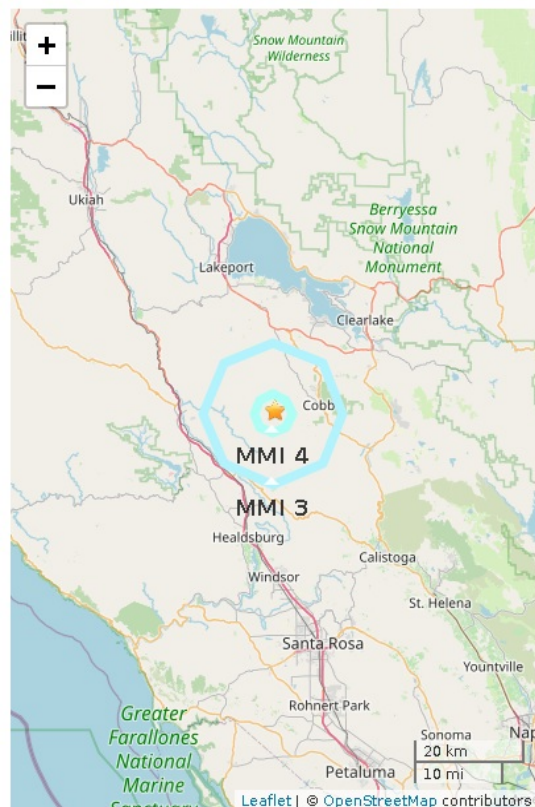 +
−
Snow Mountain
Wilderness
Ukiah
Berryessa
Snow Mountain
National
Monument
Lakeport
Clearlake
Cobb
MMI 4
MMI 3
Healdsburg
Calistoga
Windsor
St. Helena
Santa Rosa
Yountville
Rohnert Park
Greater
Farallones
National
Marine
Sonoma
Nap
20 km
Petaluma
10 mi
Leaflet | © OpenStreetMap contributors